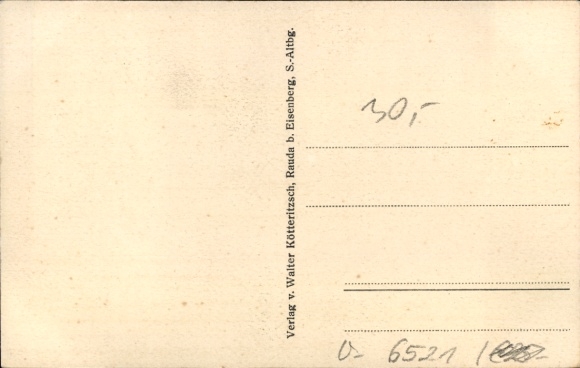 Verlag v. Walter Kötteritzsch, Rauda b. Eisenberg, S.-Altbg.
30,-
6521